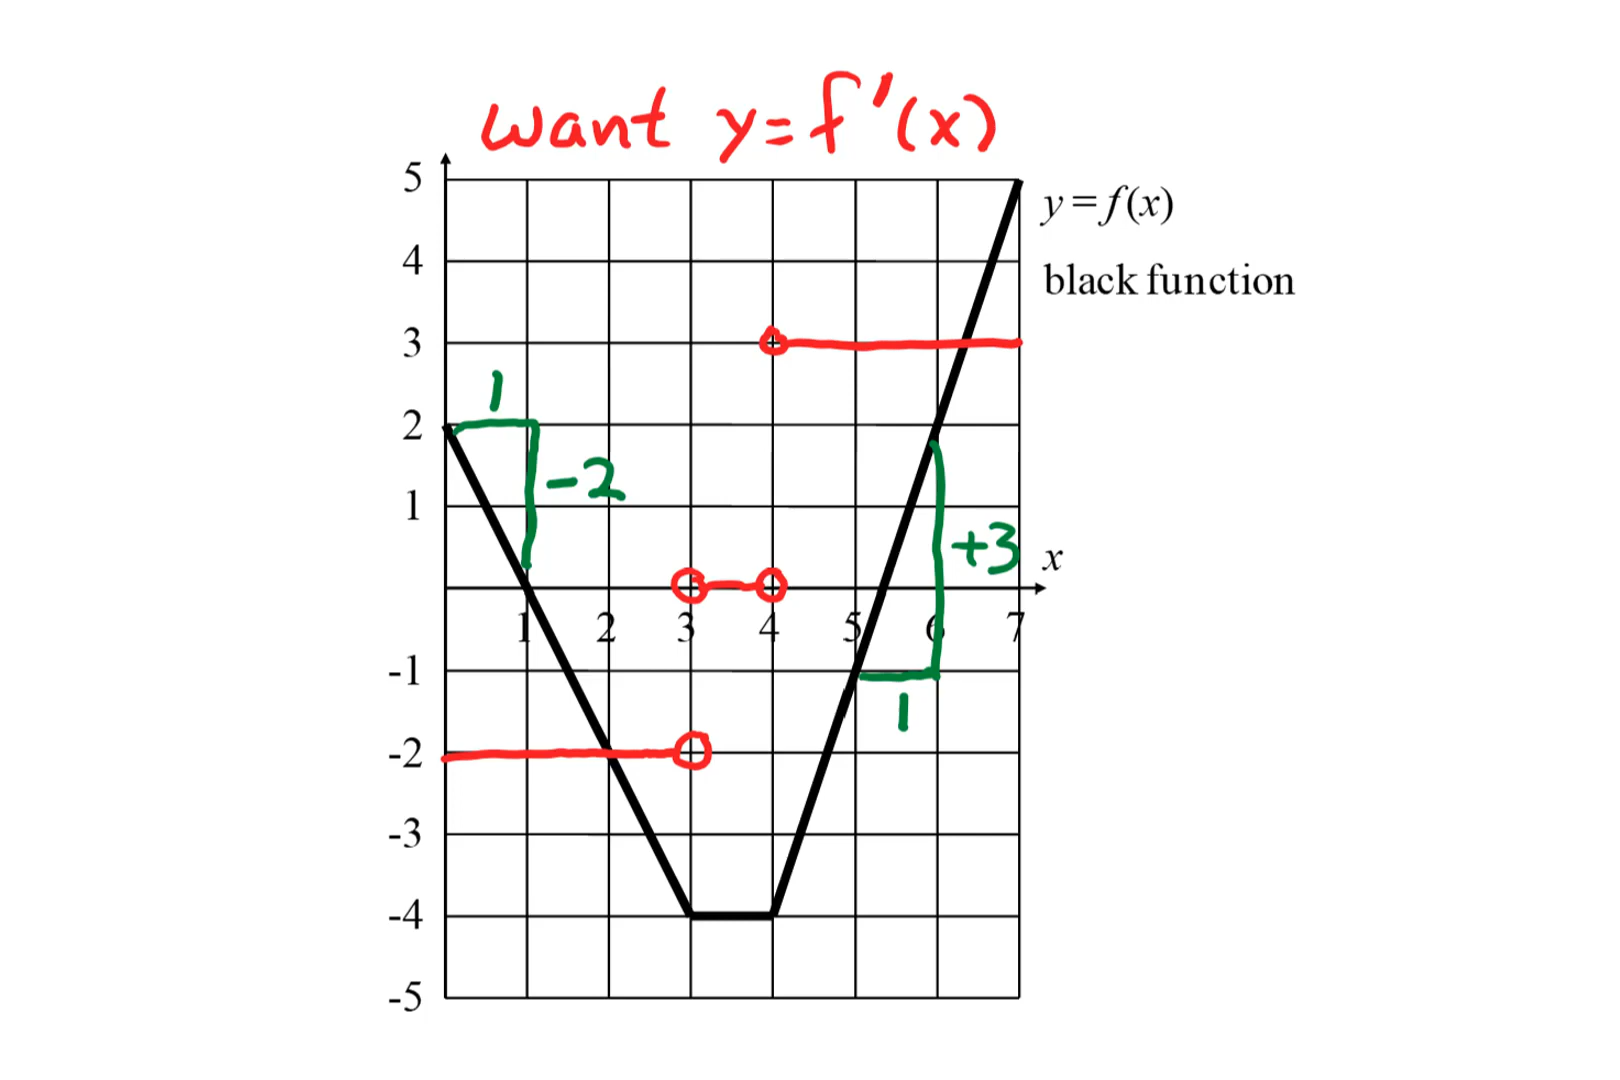 want y=f'(x)
5
y=f(x)
4
black function
3
1
2
-2
1
+3
x
1 2 3 4 5 6 7
-1
1
-2
-3
-4
-5